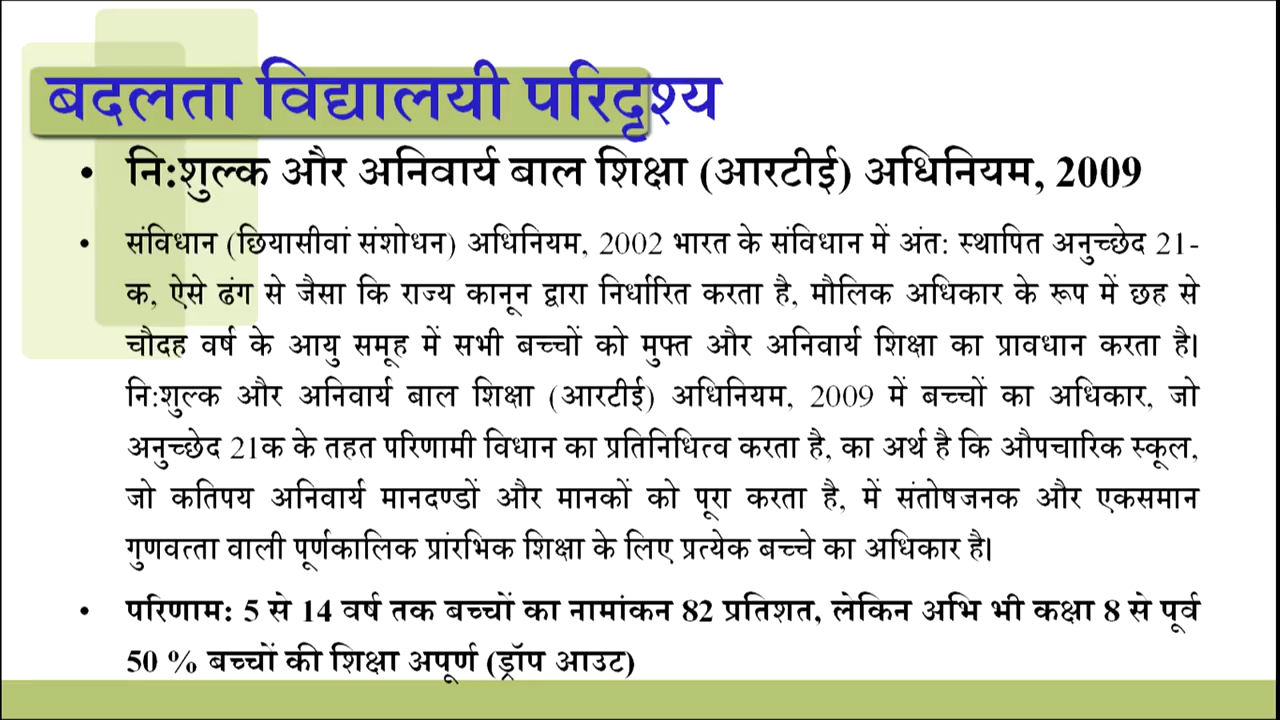 बदलता विद्यालयी परिदृश्य
• नि:शुल्क और अनिवार्य बाल शिक्षा (आरटीई) अधिनियम, 2009
• संविधान (छियासीवां संशोधन) अधिनियम, 2002 भारत के संविधान में अंत: स्थापित अनुच्छेद 21-
क, ऐसे ढंग से जैसा कि राज्य कानून द्वारा निर्धारित करता है, मौलिक अधिकार के रूप में छह से
चौदह वर्ष के आयु समूह में सभी बच्चों को मुफ्त और अनिवार्य शिक्षा का प्रावधान करता है।
नि:शुल्क और अनिवार्य बाल शिक्षा (आरटीई) अधिनियम, 2009 में बच्चों का अधिकार, जो
अनुच्छेद 21क के तहत परिणामी विधान का प्रतिनिधित्व करता है, का अर्थ है कि औपचारिक स्कूल,
जो कतिपय अनिवार्य मानदण्डों और मानकों को पूरा करता है, में संतोषजनक और एकसमान
गुणवत्ता वाली पूर्णकालिक प्रांरभिक शिक्षा के लिए प्रत्येक बच्चे का अधिकार है।
• परिणाम: 5 से 14 वर्ष तक बच्चों का नामांकन 82 प्रतिशत, लेकिन अभि भी कक्षा 8 से पूर्व
50 % बच्चों की शिक्षा अपूर्ण (ड्रॉप आउट)